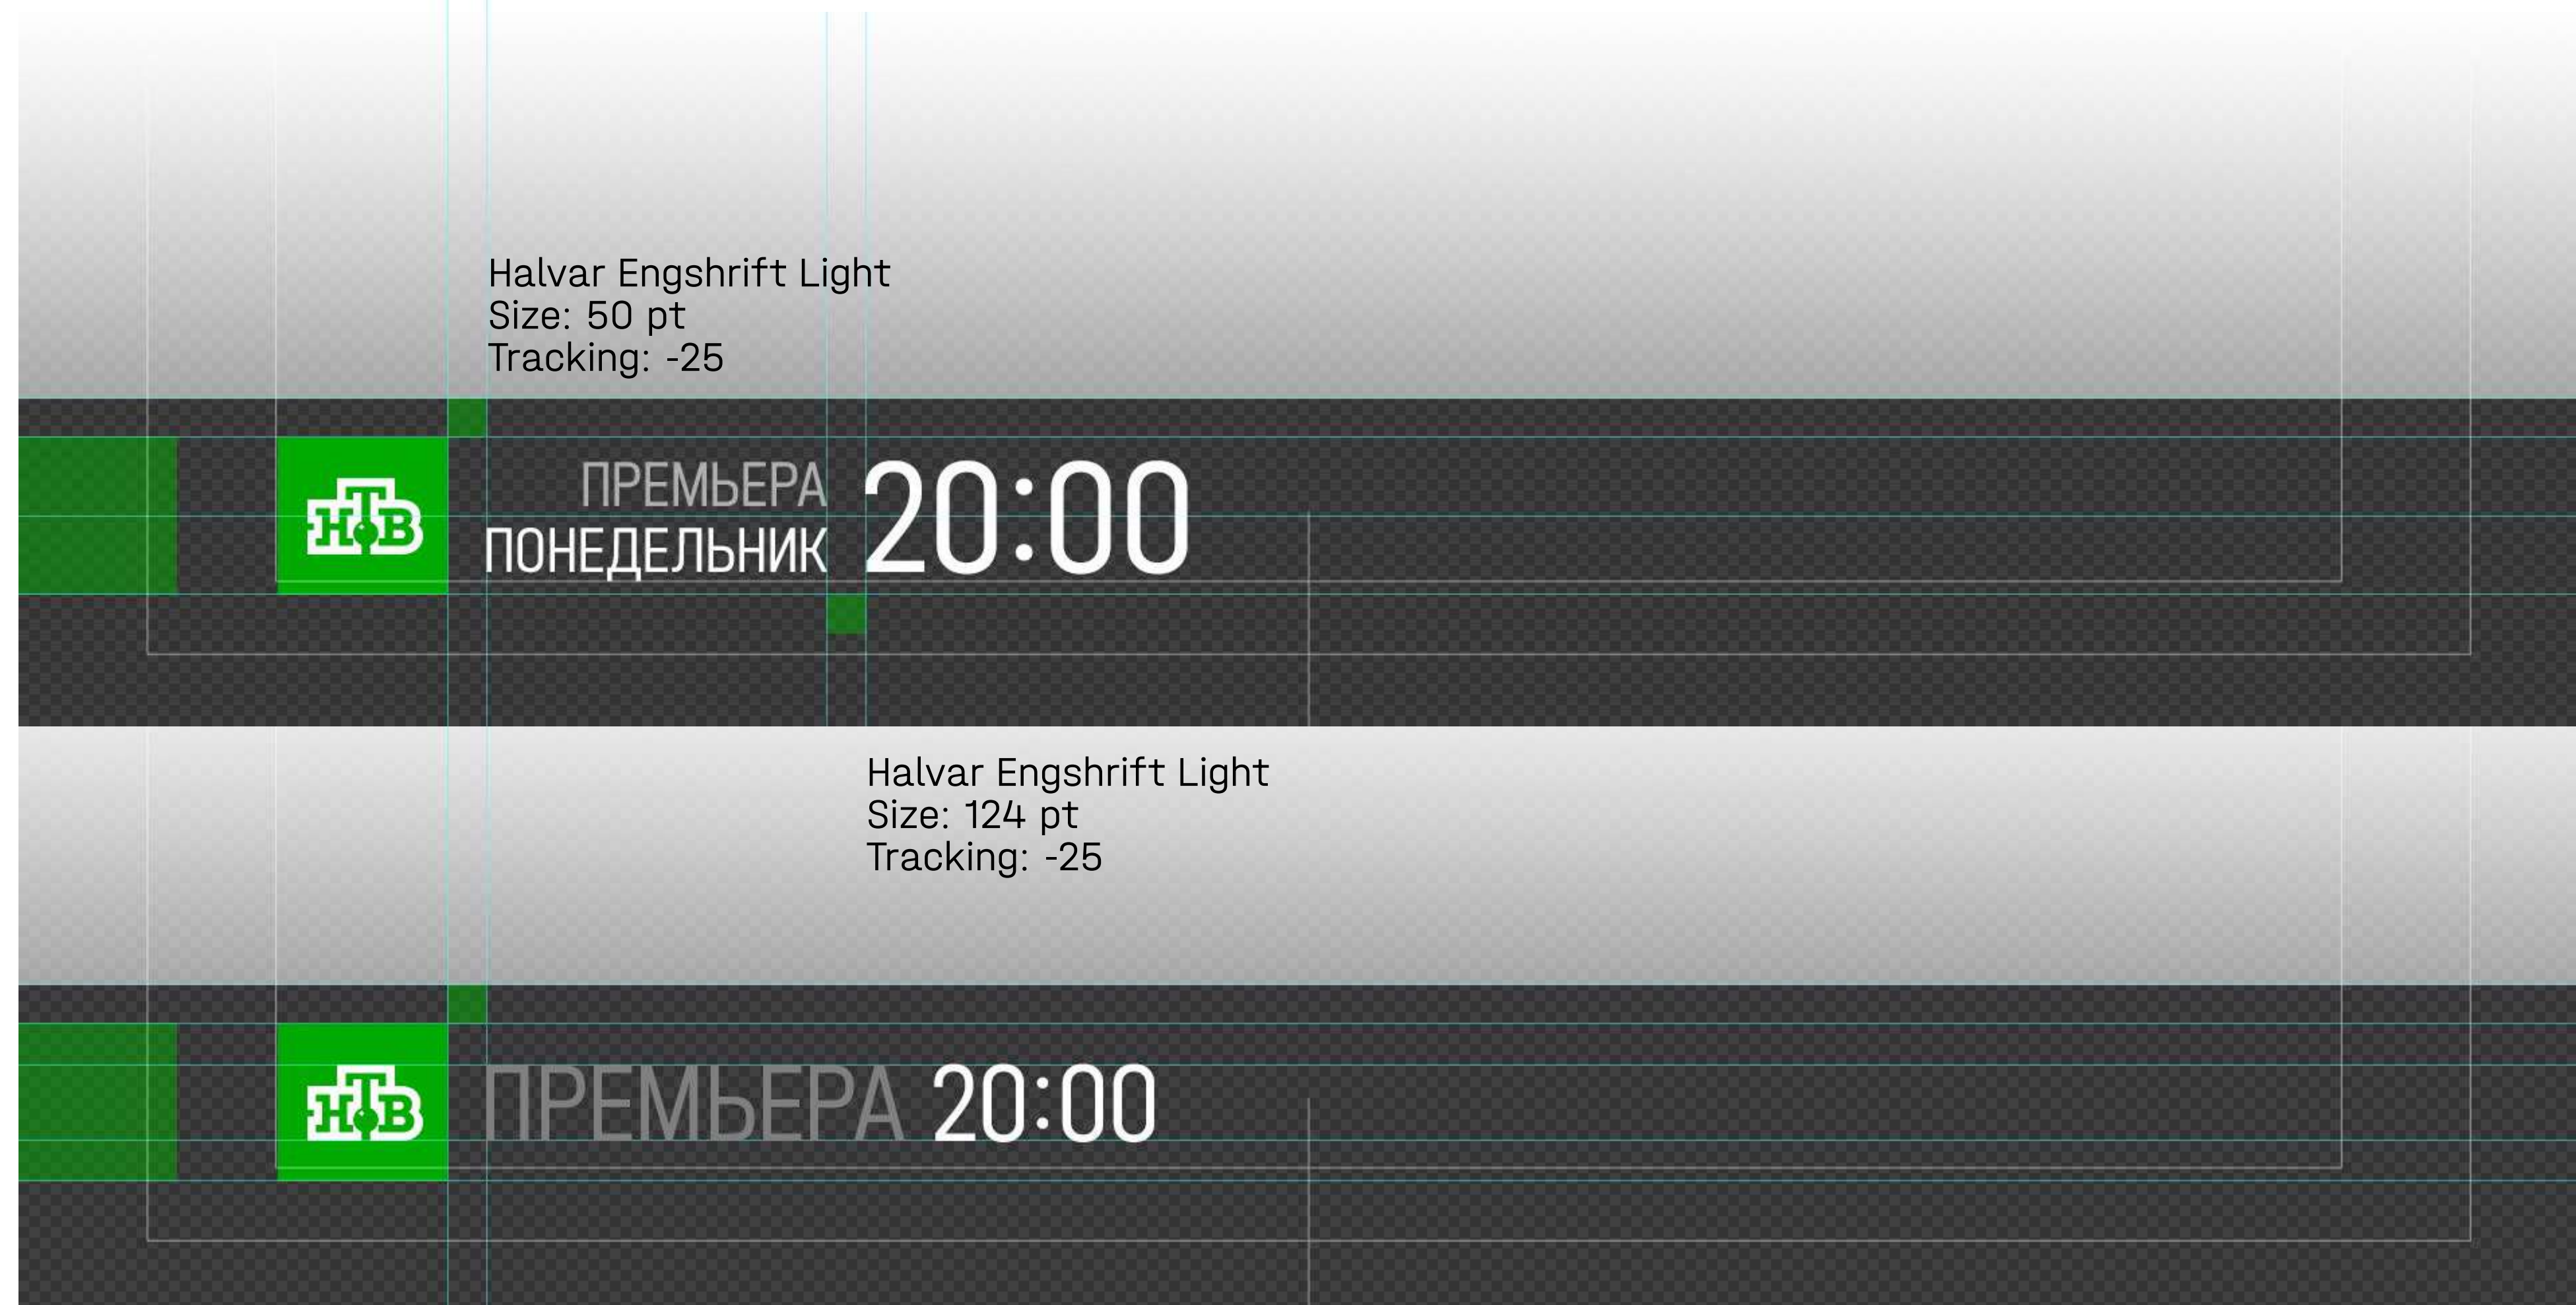 Halvar Engshrift Light
Size: 50 pt
Tracking: -25
НТВ
ПРЕМЬЕРА
ПОНЕДЕЛЬНИК
20:00
Halvar Engshrift Light
Size: 124 pt
Tracking: -25
НТВ
ПРЕМЬЕРА 20:00